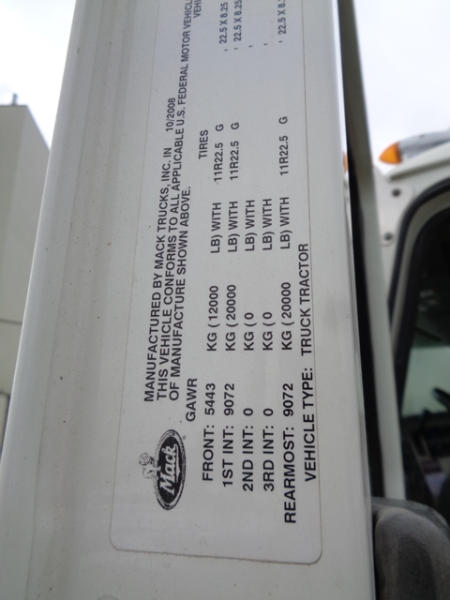 MANUFACTURED BY MACK TRUCKS, INC. IN 10/2008
THIS VEHICLE CONFORMS TO ALL APPLICABLE U.S. FEDERAL MOTOR VEHICLE
OF MANUFACTURE SHOWN ABOVE.
GAWR TIRES
FRONT: 5443 KG ( 12000 LB) WITH 11R22.5 G , 22.5 X 8.25
1ST INT: 9072 KG ( 20000 LB) WITH 11R22.5 G , 22.5 X 8.25
2ND INT: 0 KG ( 0 LB) WITH ,
3RD INT: 0 KG ( 0 LB) WITH ,
REARMOST: 9072 KG ( 20000 LB) WITH 11R22.5 G , 22.5 X 8.25
VEHICLE TYPE: TRUCK TRACTOR
Mack